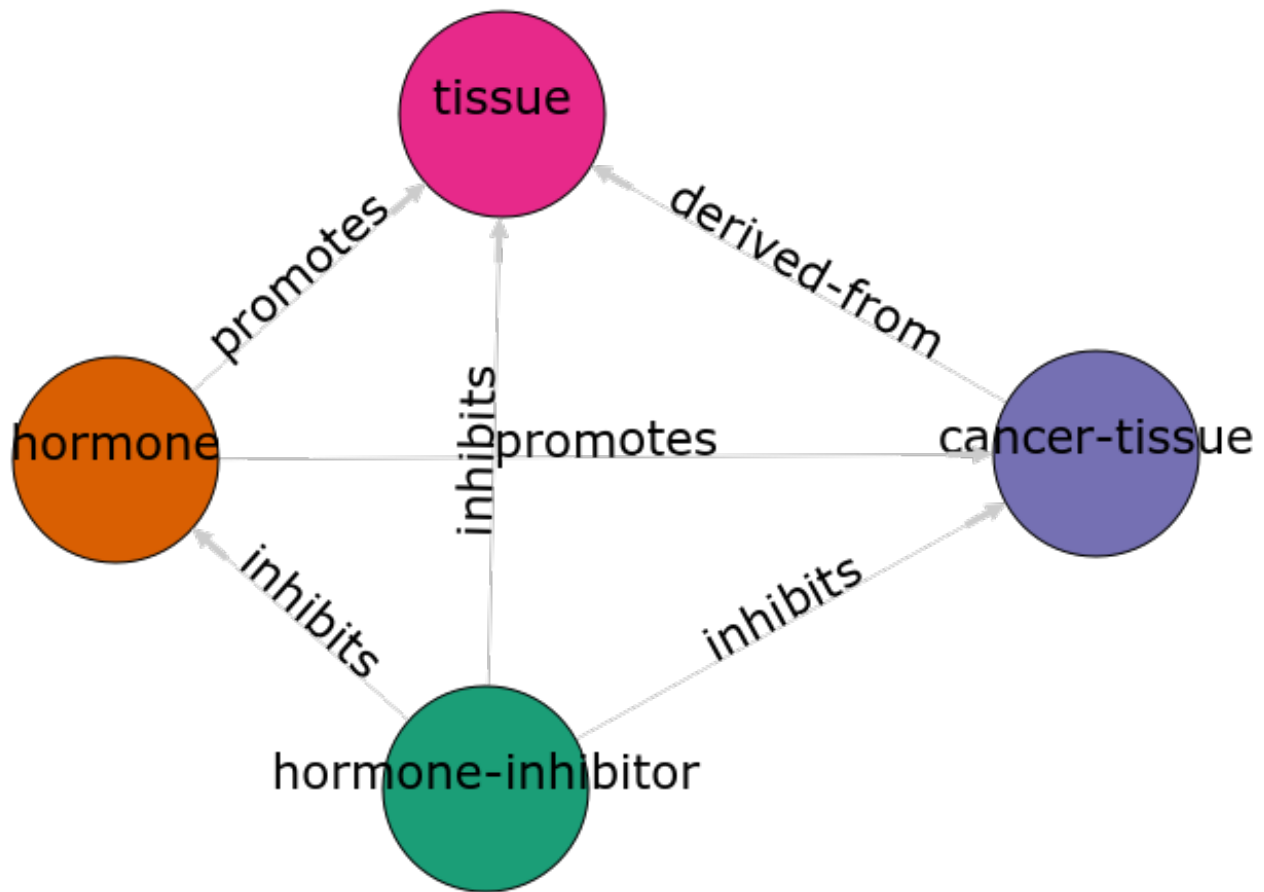 tissue
promotes
derived-from
inhibits
hormone
promotes
cancer-tissue
inhibits
inhibits
hormone-inhibitor